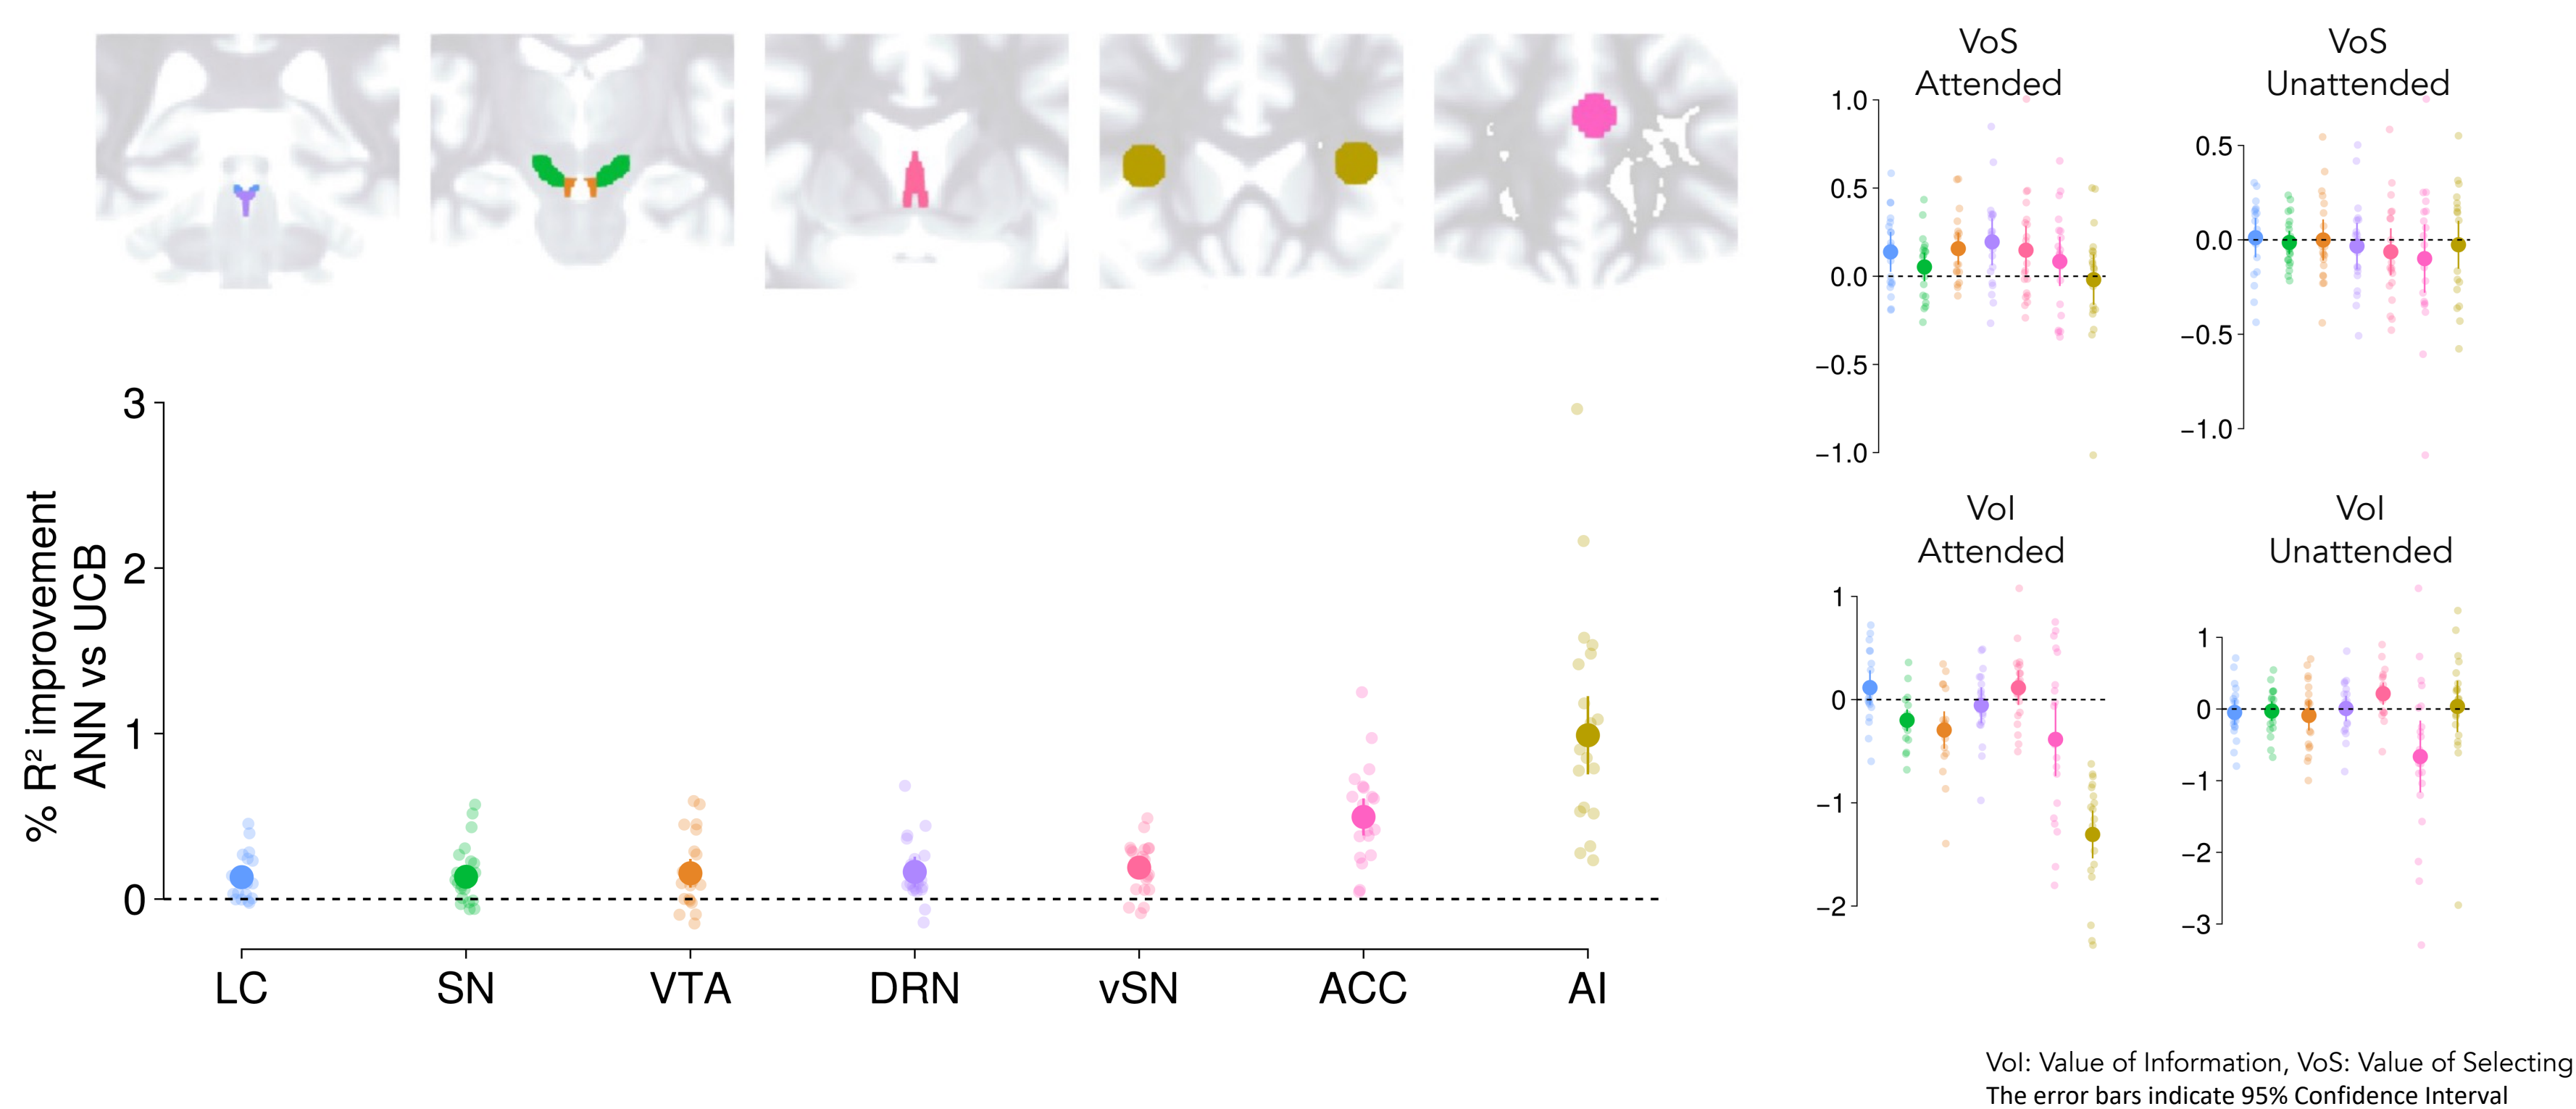 VoS
Attended
1.0
0.5
0.0
−0.5
−1.0
VoS
Unattended
0.5
0.0
−0.5
−1.0
% R² improvement
ANN vs UCB
3
2
1
0
LC
SN
VTA
DRN
vSN
ACC
AI
VoI
Attended
1
0
−1
−2
VoI
Unattended
1
0
−1
−2
−3
VoI: Value of Information, VoS: Value of Selecting
The error bars indicate 95% Confidence Interval